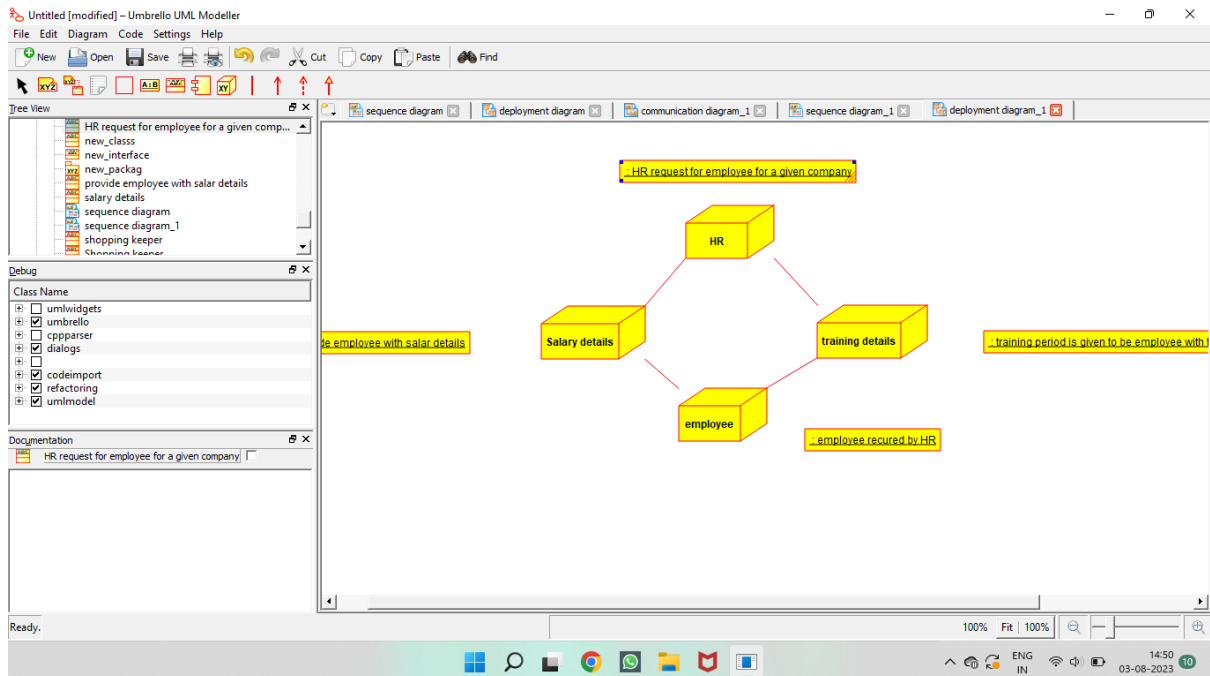 Untitled [modified] – Umbrello UML Modeller
File Edit Diagram Code Settings Help
New Open Save Cut Copy Paste Find
XYZ A:B XY
Tree View
sequence diagram deployment diagram communication diagram_1 sequence diagram_1 deployment diagram_1
HR request for employee for a given comp...
new_classs
new_interface
new_packag
provide employee with salar details
salary details
sequence diagram
sequence diagram_1
shopping keeper
Shopping keeper
: HR request for employee for a given company
HR
de employee with salar details
Salary details
training details
: training period is given to be employee with t
employee
: employee recured by HR
Debug
Class Name
umlwidgets
umbrello
cppparser
dialogs
codeimport
refactoring
umlmodel
Documentation
HR request for employee for a given company
Ready.
100% Fit 100%
ENG
IN
14:50
03-08-2023
10